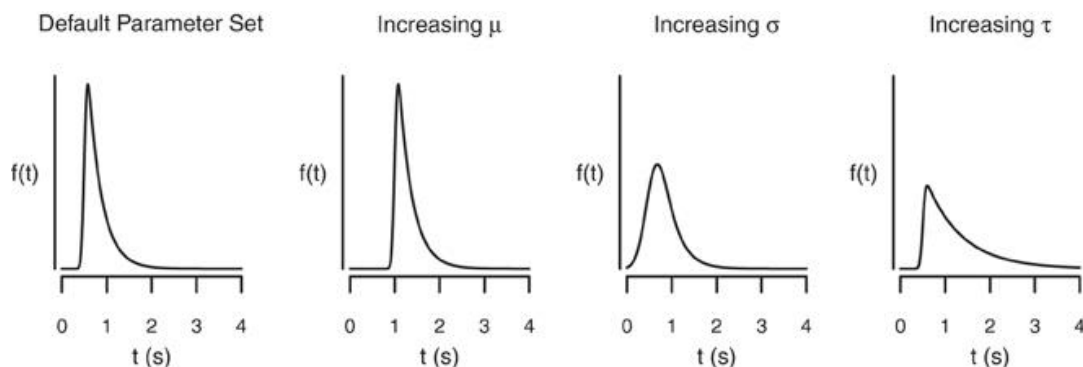 Default Parameter Set
Increasing μ
Increasing σ
Increasing τ
f(t)
f(t)
f(t)
f(t)
0 1 2 3 4
0 1 2 3 4
0 1 2 3 4
0 1 2 3 4
t (s)
t (s)
t (s)
t (s)